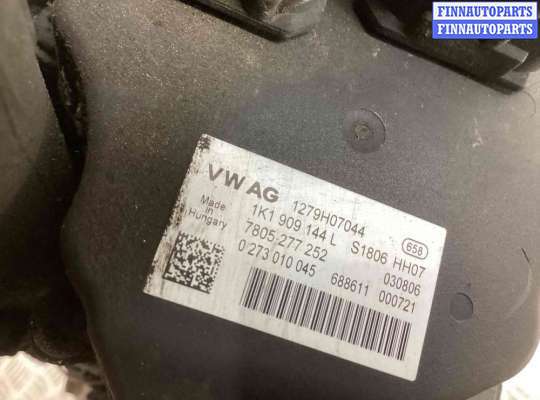 FINNAUTOPARTS
FINNAUTOPARTS
VW AG
1279H07044
Made in Hungary
1K1 909 144 L S1806 HH07
658
7805 277 252
030806
0 273 010 045 688611 000721